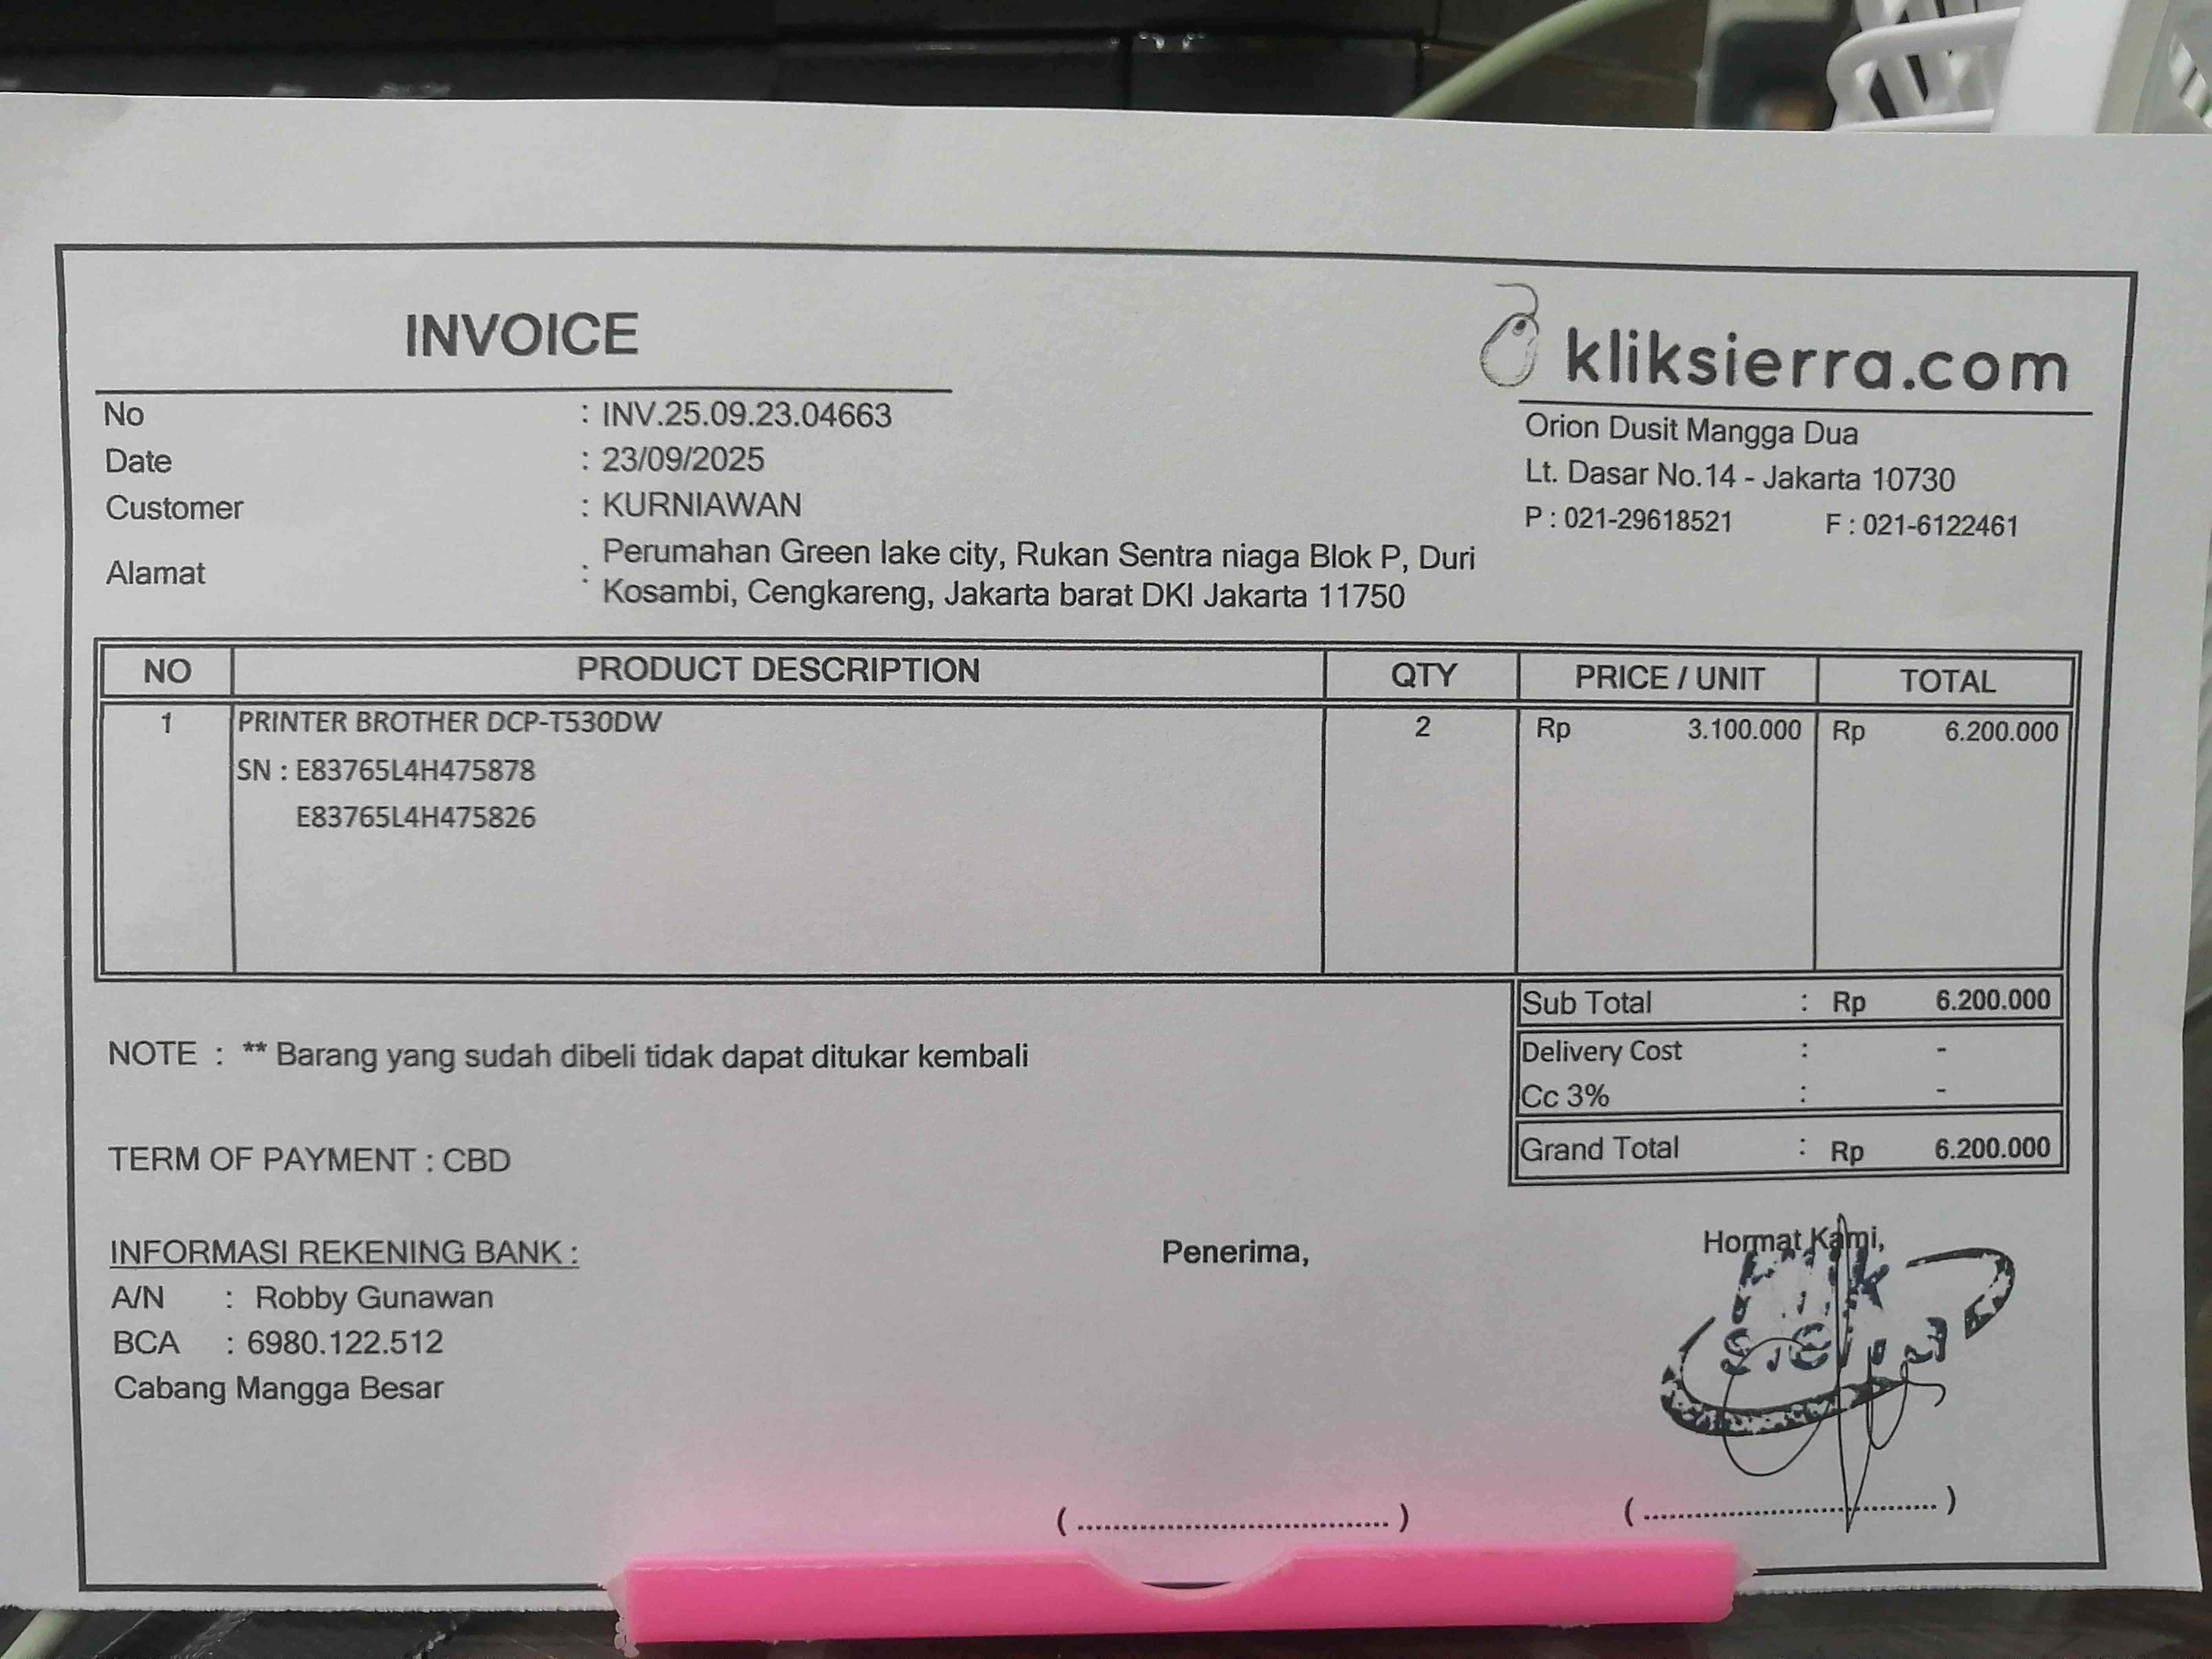 INVOICE
kliksierra.com
No : INV.25.09.23.04663
Date : 23/09/2025
Customer : KURNIAWAN
Alamat : Perumahan Green lake city, Rukan Sentra niaga Blok P, Duri
Kosambi, Cengkareng, Jakarta barat DKI Jakarta 11750
Orion Dusit Mangga Dua
Lt. Dasar No.14 - Jakarta 10730
P : 021-29618521 F : 021-6122461
NO PRODUCT DESCRIPTION QTY PRICE / UNIT TOTAL
1 PRINTER BROTHER DCP-T530DW 2 Rp 3.100.000 Rp 6.200.000
SN : E83765L4H475878
E83765L4H475826
Sub Total : Rp 6.200.000
Delivery Cost : -
Cc 3% : -
Grand Total : Rp 6.200.000
NOTE : ** Barang yang sudah dibeli tidak dapat ditukar kembali
TERM OF PAYMENT : CBD
INFORMASI REKENING BANK :
A/N : Robby Gunawan
BCA : 6980.122.512
Cabang Mangga Besar
Penerima,
( ........................................ )
Hormat Kami,
klik
sierra
( ........................................ )